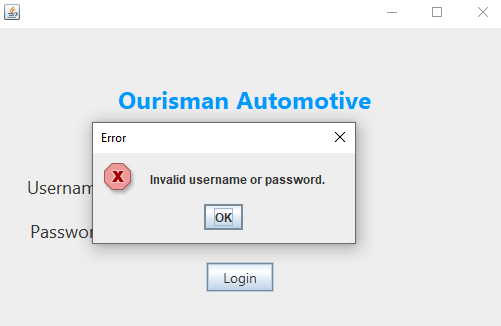 Ourisman Automotive
Error
Invalid username or password.
OK
Login